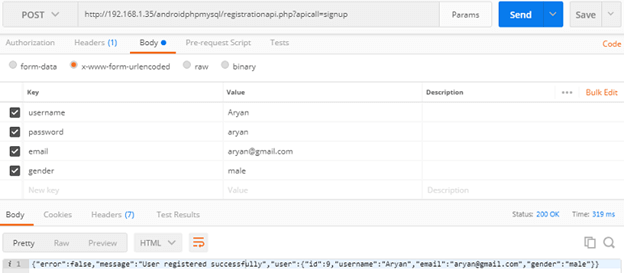 POST http://192.168.1.35/androidphpmysql/registrationapi.php?apicall=signup Params Send Save
Authorization Headers (1) Body Pre-request Script Tests Code
form-data x-www-form-urlencoded raw binary
Key Value Description Bulk Edit
username Aryan
password aryan
email aryan@gmail.com
gender male
New key Value Description
Body Cookies Headers (7) Test Results Status: 200 OK Time: 319 ms
Pretty Raw Preview HTML
1 {"error":false,"message":"User registered successfully","user":{"id":9,"username":"Aryan","email":"aryan@gmail.com","gender":"male"}}